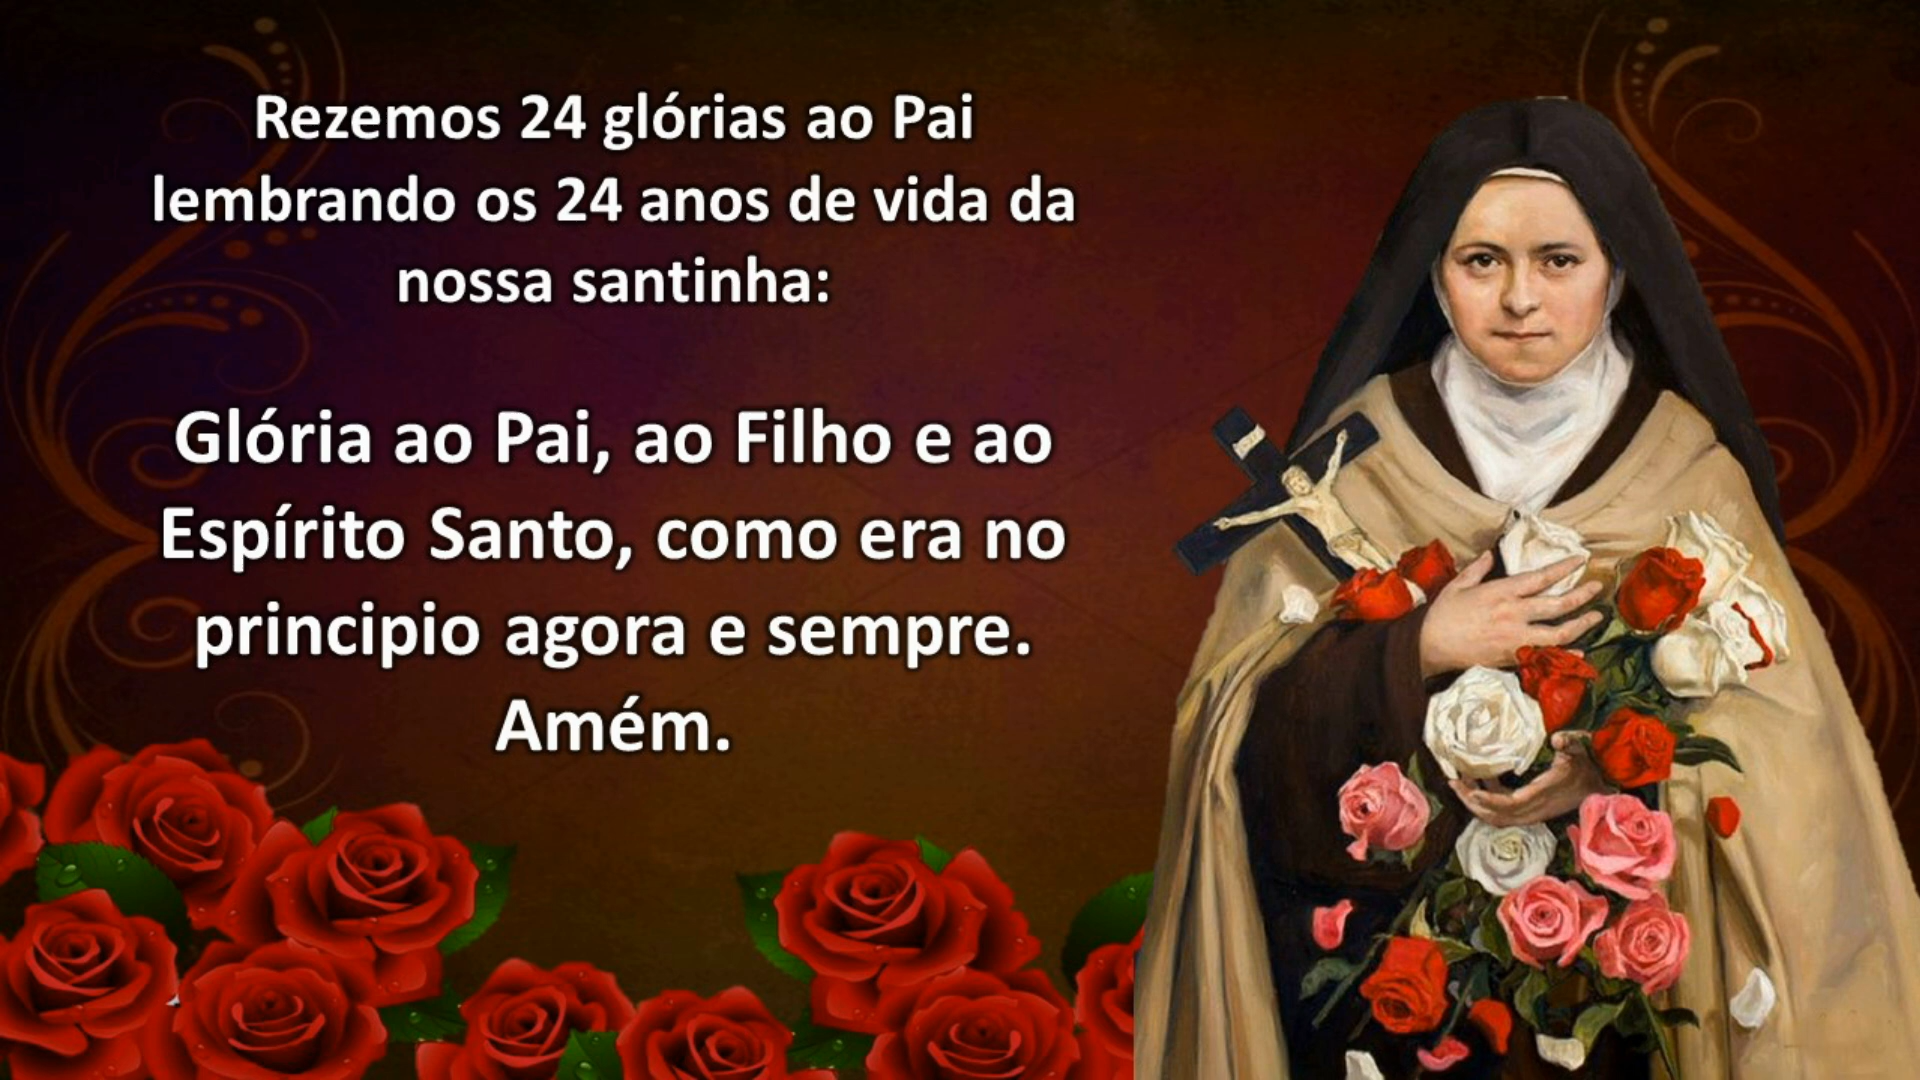 Rezemos 24 glórias ao Pai
lembrando os 24 anos de vida da
nossa santinha:
Glória ao Pai, ao Filho e ao
Espírito Santo, como era no
principio agora e sempre.
Amém.